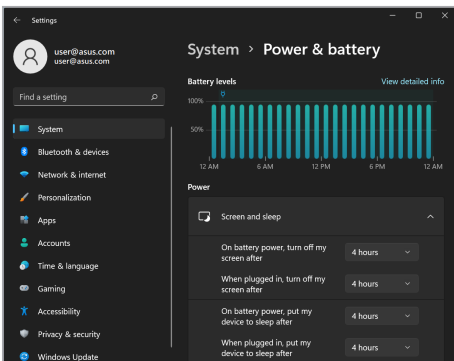 Settings
user@asus.com
user@asus.com
Find a setting
System
Bluetooth & devices
Network & internet
Personalization
Apps
Accounts
Time & language
Gaming
Accessibility
Privacy & security
Windows Update
System > Power & battery
Battery levels
View detailed info
100%
50%
12 AM
6 AM
12 PM
6 PM
12 AM
Power
Screen and sleep
On battery power, turn off my
screen after
4 hours
When plugged in, turn off my
screen after
4 hours
On battery power, put my
device to sleep after
4 hours
When plugged in, put my
device to sleep after
4 hours